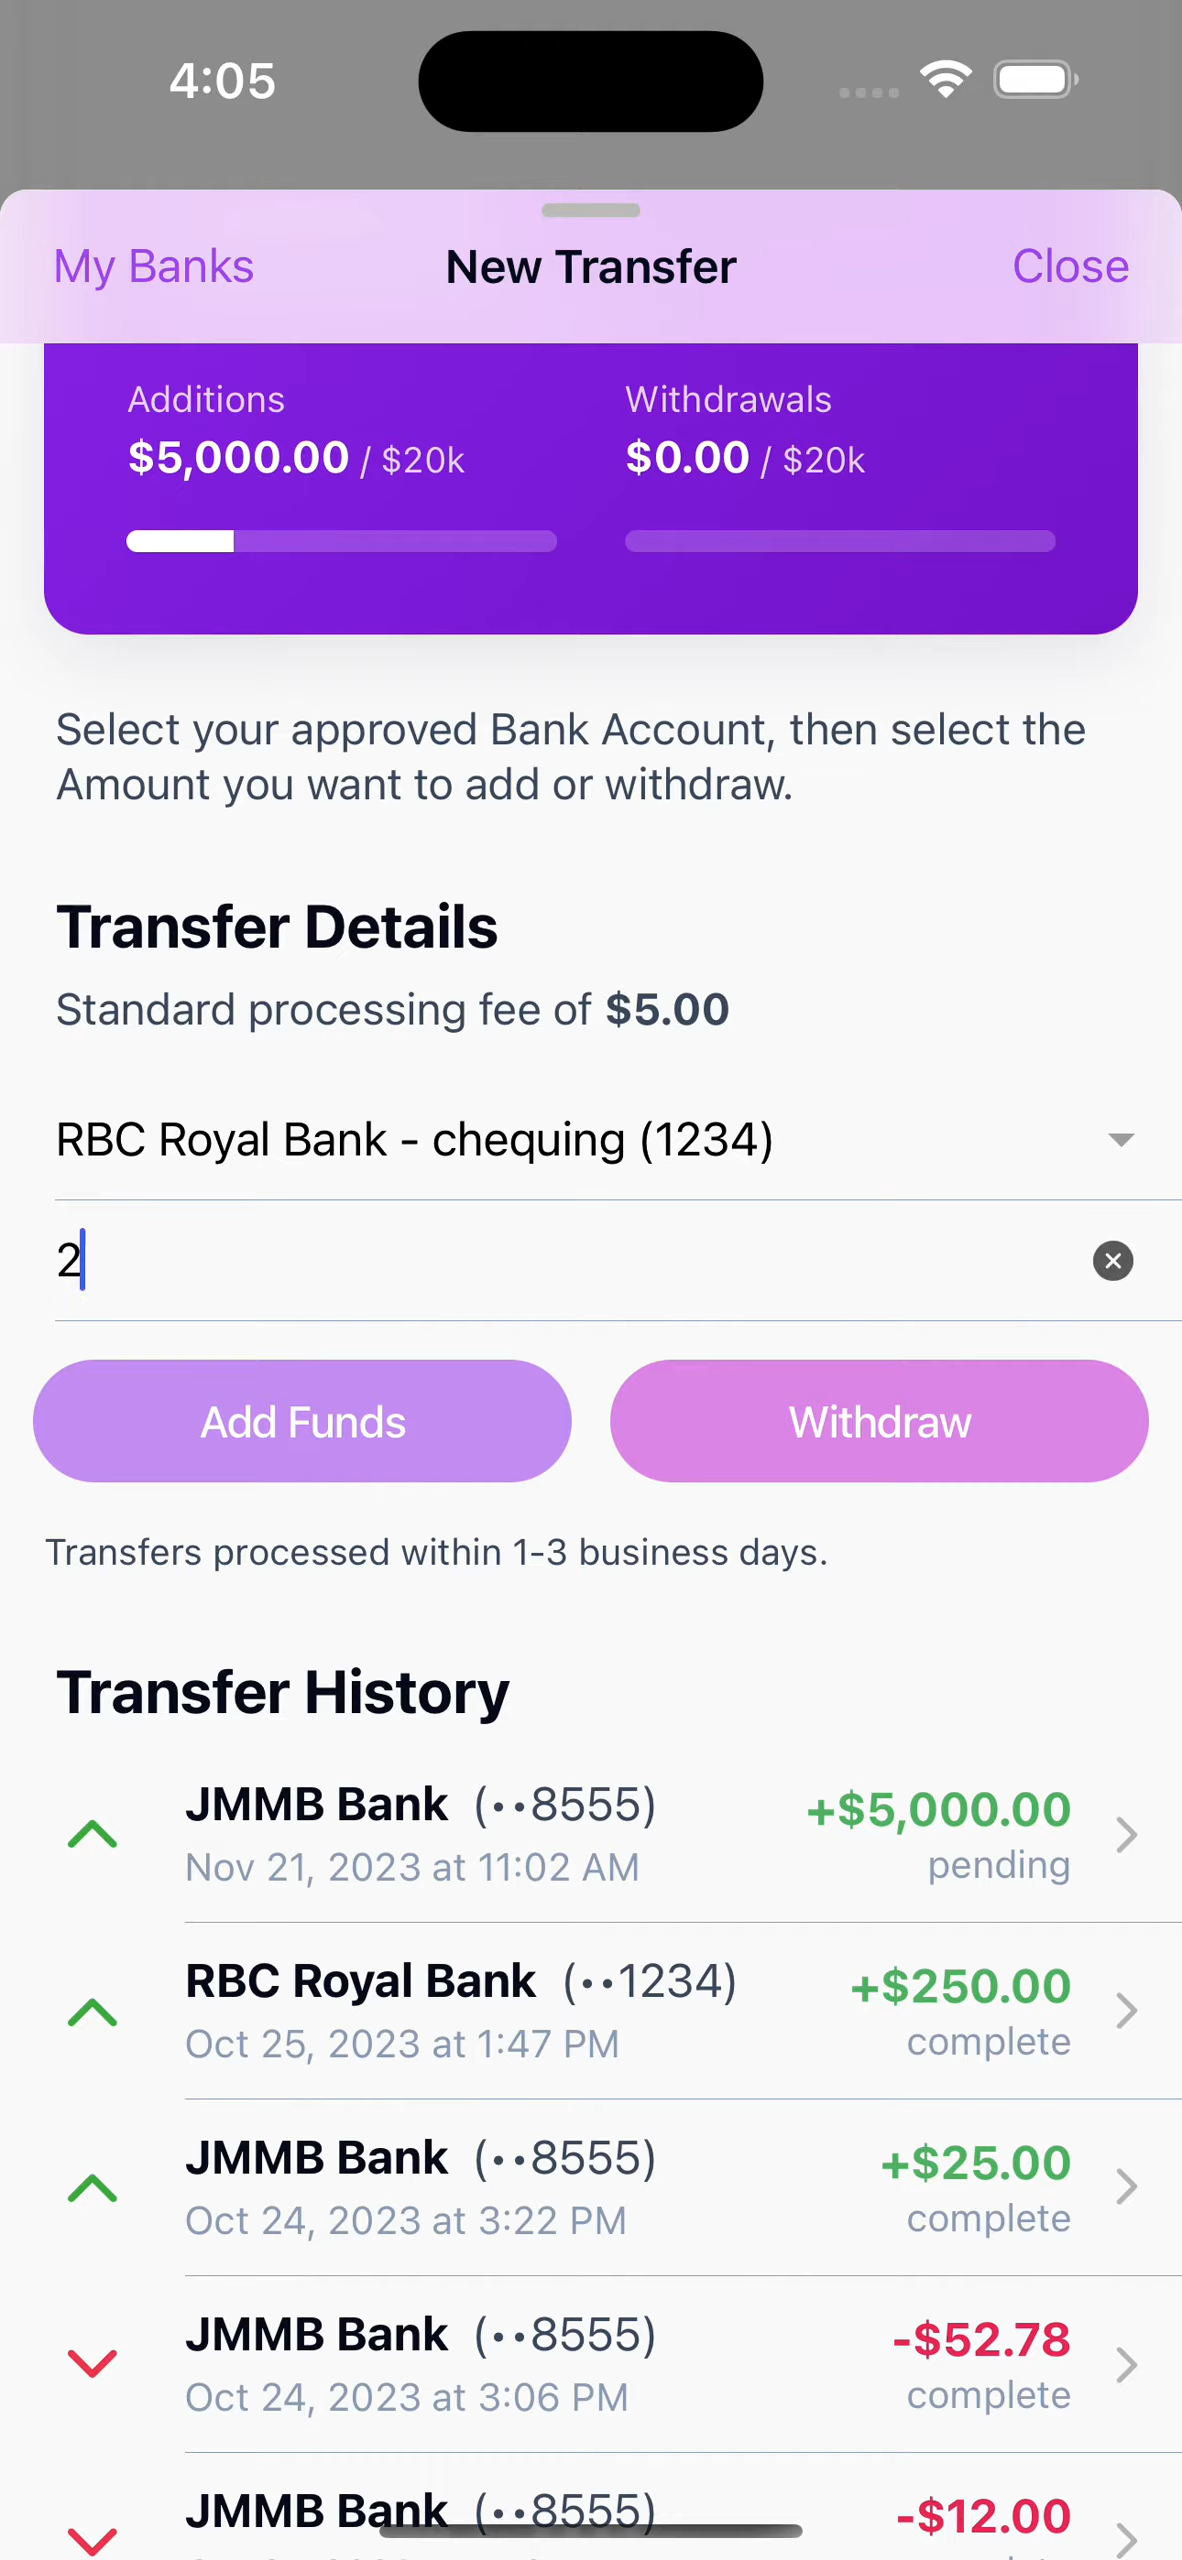 4:05
My Banks New Transfer Close
Additions Withdrawals
$5,000.00 / $20k $0.00 / $20k
Select your approved Bank Account, then select the
Amount you want to add or withdraw.
Transfer Details
Standard processing fee of $5.00
RBC Royal Bank - chequing (1234)
2
Add Funds Withdraw
Transfers processed within 1-3 business days.
Transfer History
JMMB Bank (••8555) +$5,000.00
Nov 21, 2023 at 11:02 AM pending
RBC Royal Bank (••1234) +$250.00
Oct 25, 2023 at 1:47 PM complete
JMMB Bank (••8555) +$25.00
Oct 24, 2023 at 3:22 PM complete
JMMB Bank (••8555) -$52.78
Oct 24, 2023 at 3:06 PM complete
JMMB Bank (••8555) -$12.00